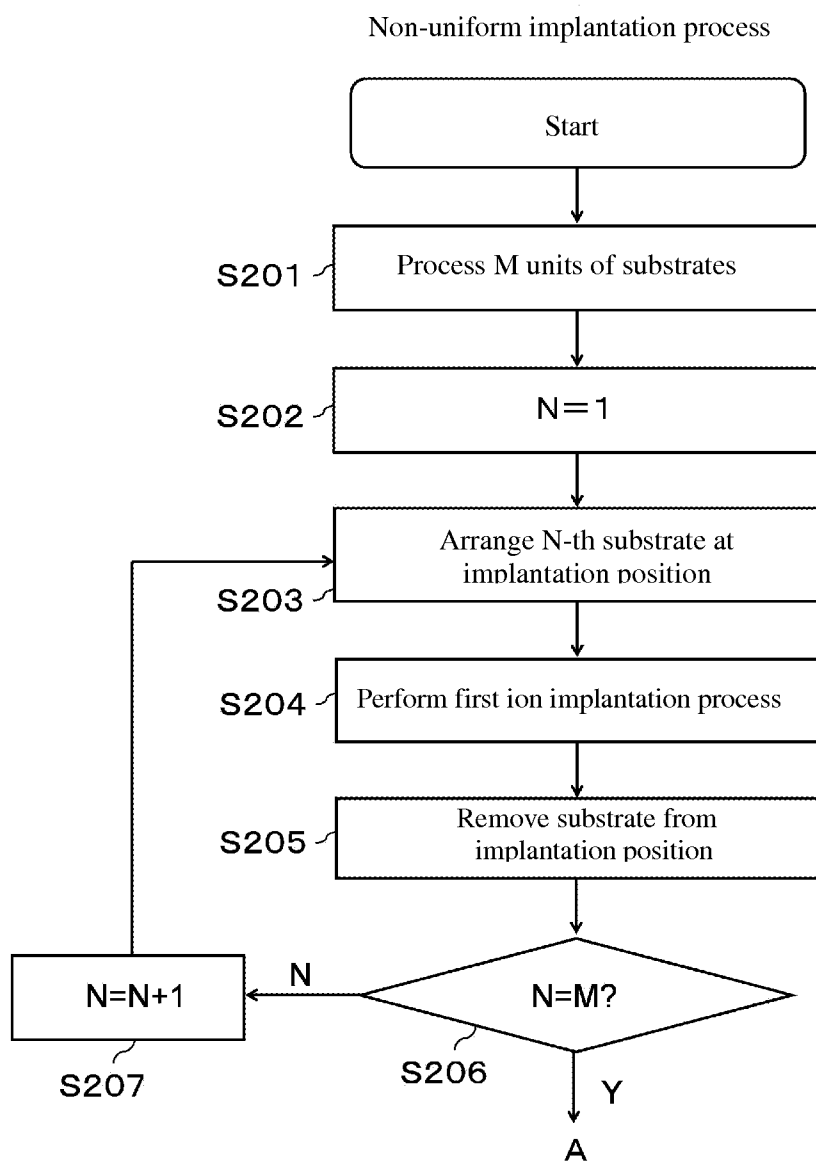 Non-uniform implantation process
Start
S201
Process M units of substrates
S202
N=1
Arrange N-th substrate at
implantation position
S203
S204
Perform first ion implantation process
S205
Remove substrate from
implantation position
N
N=N+1
N=M?
S207
S206
Y
A